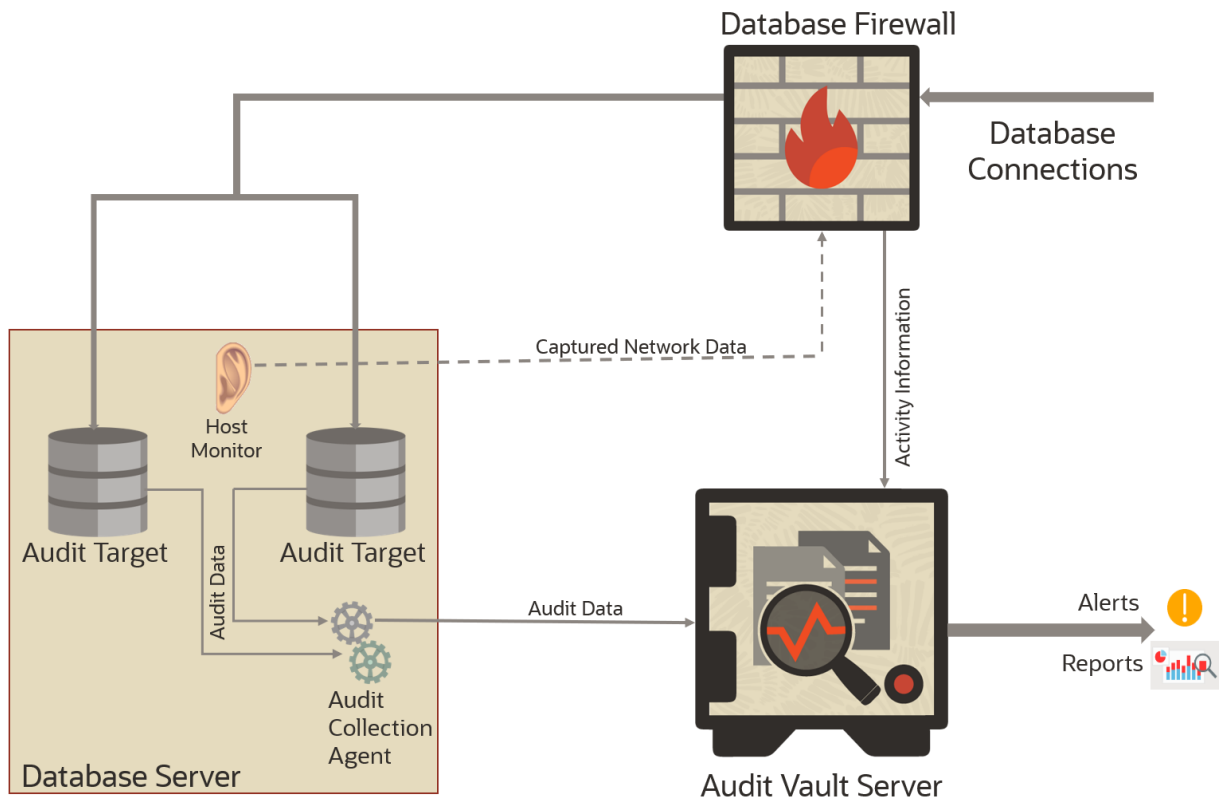 Database Firewall
Database
Connections
Captured Network Data
Activity Information
Host
Monitor
Audit Target
Audit Target
Audit Data
Audit Data
Alerts
Reports
Audit
Collection
Agent
Database Server
Audit Vault Server